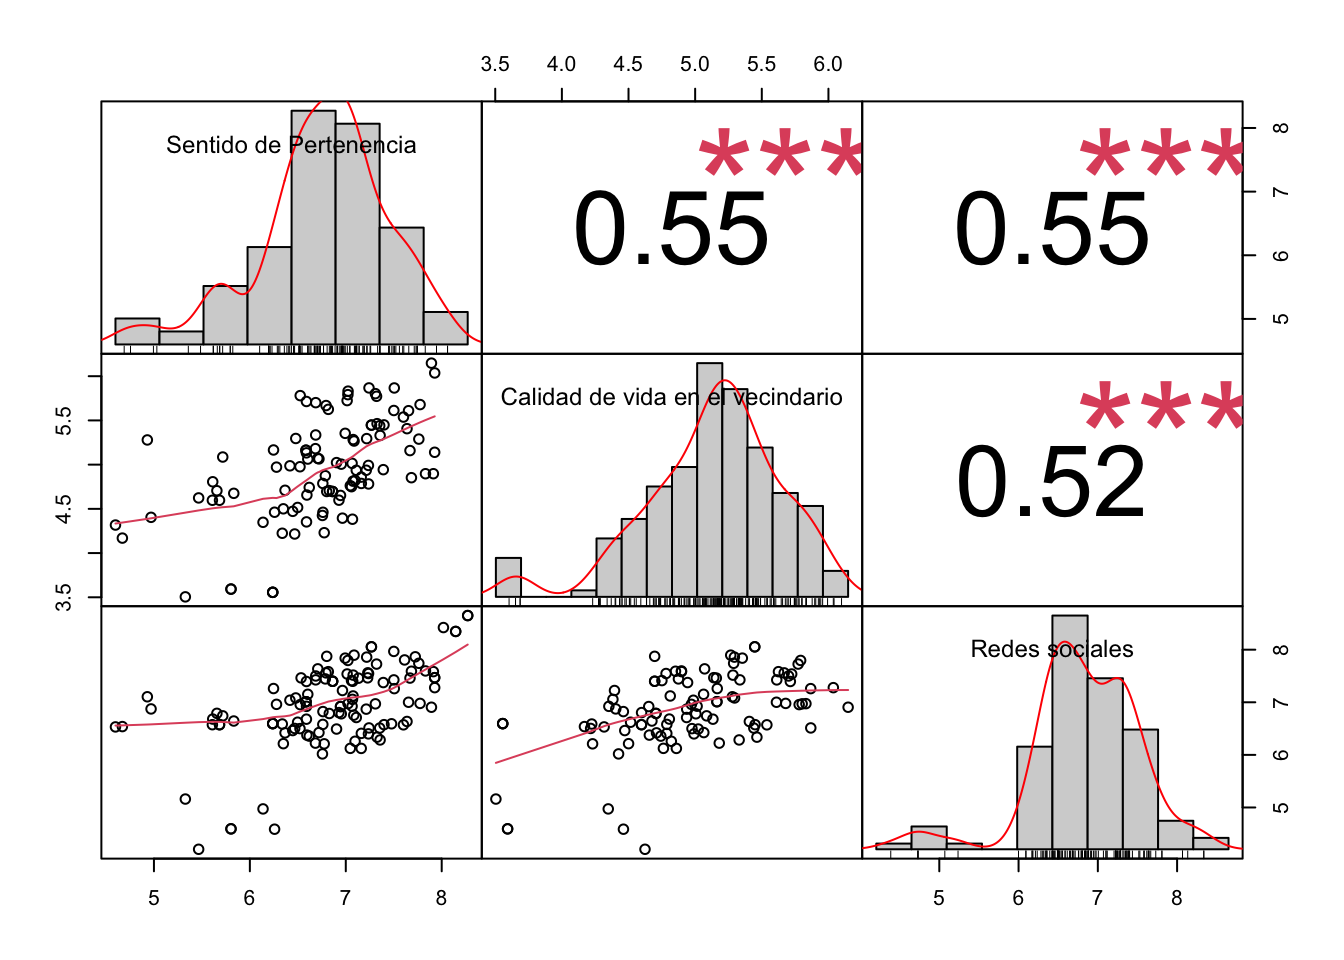 3.5 4.0 4.5 5.0 5.5 6.0
Sentido de Pertenencia
***
0.55
***
0.55
8
7
6
5
Calidad de vida en el vecindario
***
0.52
5.5
4.5
3.5
Redes sociales
8
7
6
5
5 6 7 8
5 6 7 8